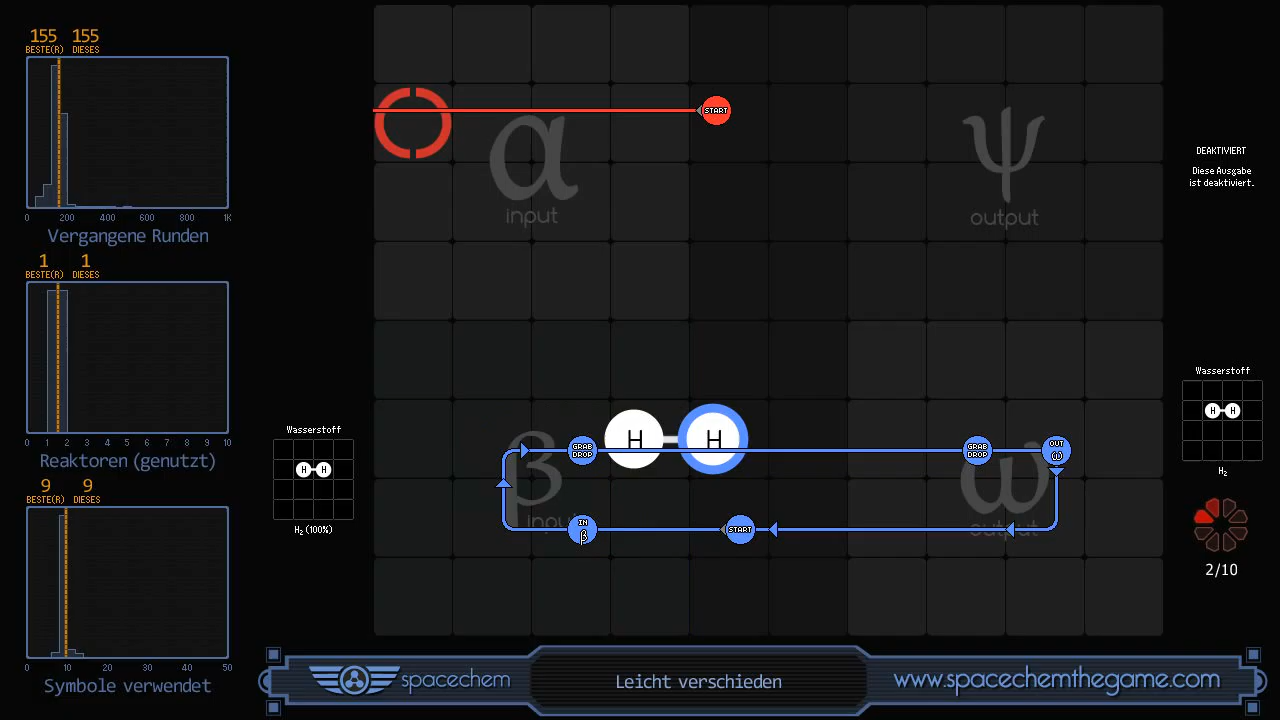 155 155
BESTE(R) DIESES
0 200 400 600 800 1K
Vergangene Runden
1 1
BESTE(R) DIESES
0 1 2 3 4 5 6 7 8 9 10
Reaktoren (genutzt)
9 9
BESTE(R) DIESES
0 10 20 30 40 50
Symbole verwendet
Wasserstoff
H H
H₂ (100%)
START
α
input
ψ
output
H H
β
input
ω
output
GRAB
DROP
GRAB
DROP
OUT
ω
IN
β
START
DEAKTIVIERT
Diese Ausgabe
ist deaktiviert.
Wasserstoff
H H
H₂
2/10
spacechem
Leicht verschieden
www.spacechemthegame.com